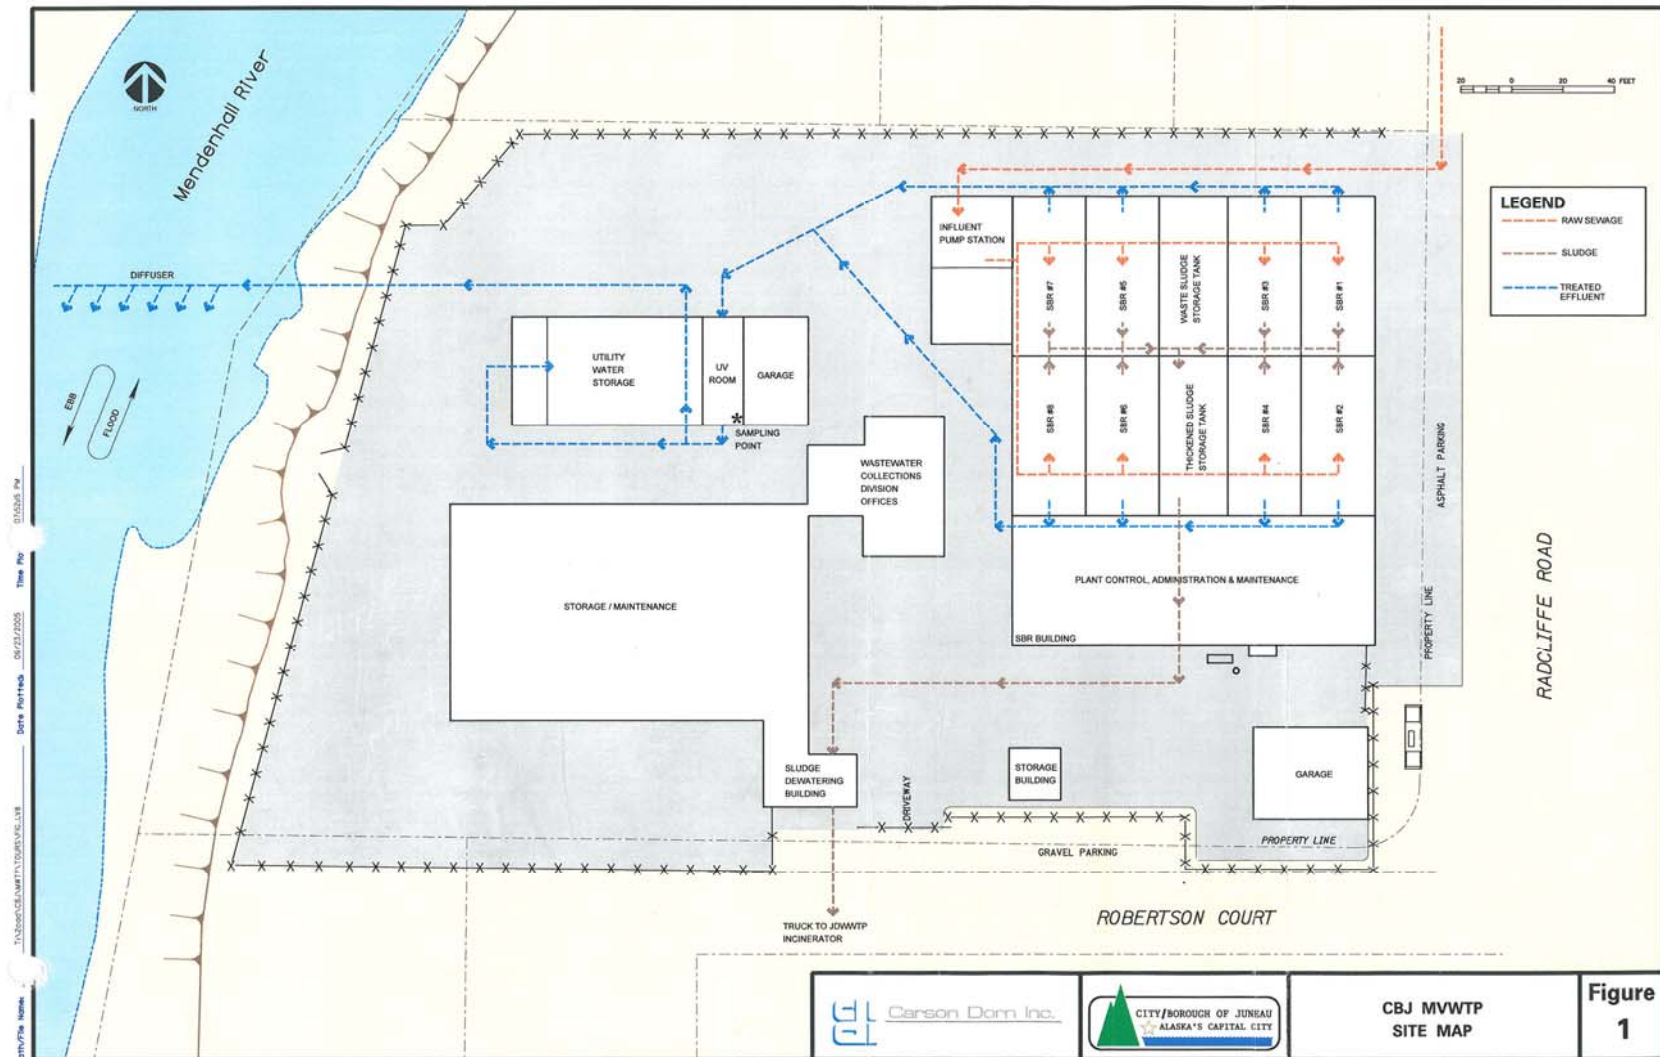 Mendenhall River
NORTH
DIFFUSER
EBB
FLOOD
20 0 20 40 FEET
LEGEND
RAW SEWAGE
SLUDGE
TREATED
EFFLUENT
INFLUENT
PUMP STATION
SBR #7
SBR #5
WASTE SLUDGE
STORAGE TANK
SBR #3
SBR #1
SBR #8
SBR #6
THICKENED SLUDGE
STORAGE TANK
SBR #4
SBR #2
UTILITY
WATER
STORAGE
UV
ROOM
GARAGE
*
SAMPLING
POINT
WASTEWATER
COLLECTIONS
DIVISION
OFFICES
STORAGE / MAINTENANCE
PLANT CONTROL, ADMINISTRATION & MAINTENANCE
SBR BUILDING
ASPHALT PARKING
PROPERTY LINE
RADCLIFFE ROAD
SLUDGE
DEWATERING
BUILDING
DRIVEWAY
STORAGE
BUILDING
GARAGE
PROPERTY LINE
GRAVEL PARKING
ROBERTSON COURT
TRUCK TO JDWWTP
INCINERATOR
Date Plotted: 06/23/2005
Carson Dorn Inc.
CITY/BOROUGH OF JUNEAU
ALASKA'S CAPITAL CITY
CBJ MVWTP
SITE MAP
Figure
1